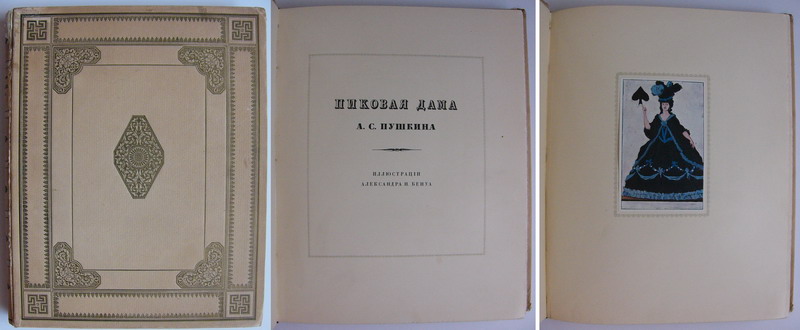 ПИКОВАЯ ДАМА
А. С. ПУШКИНА
ИЛЛЮСТРАЦІИ
АЛЕКСАНДРА Н. БЕНУА